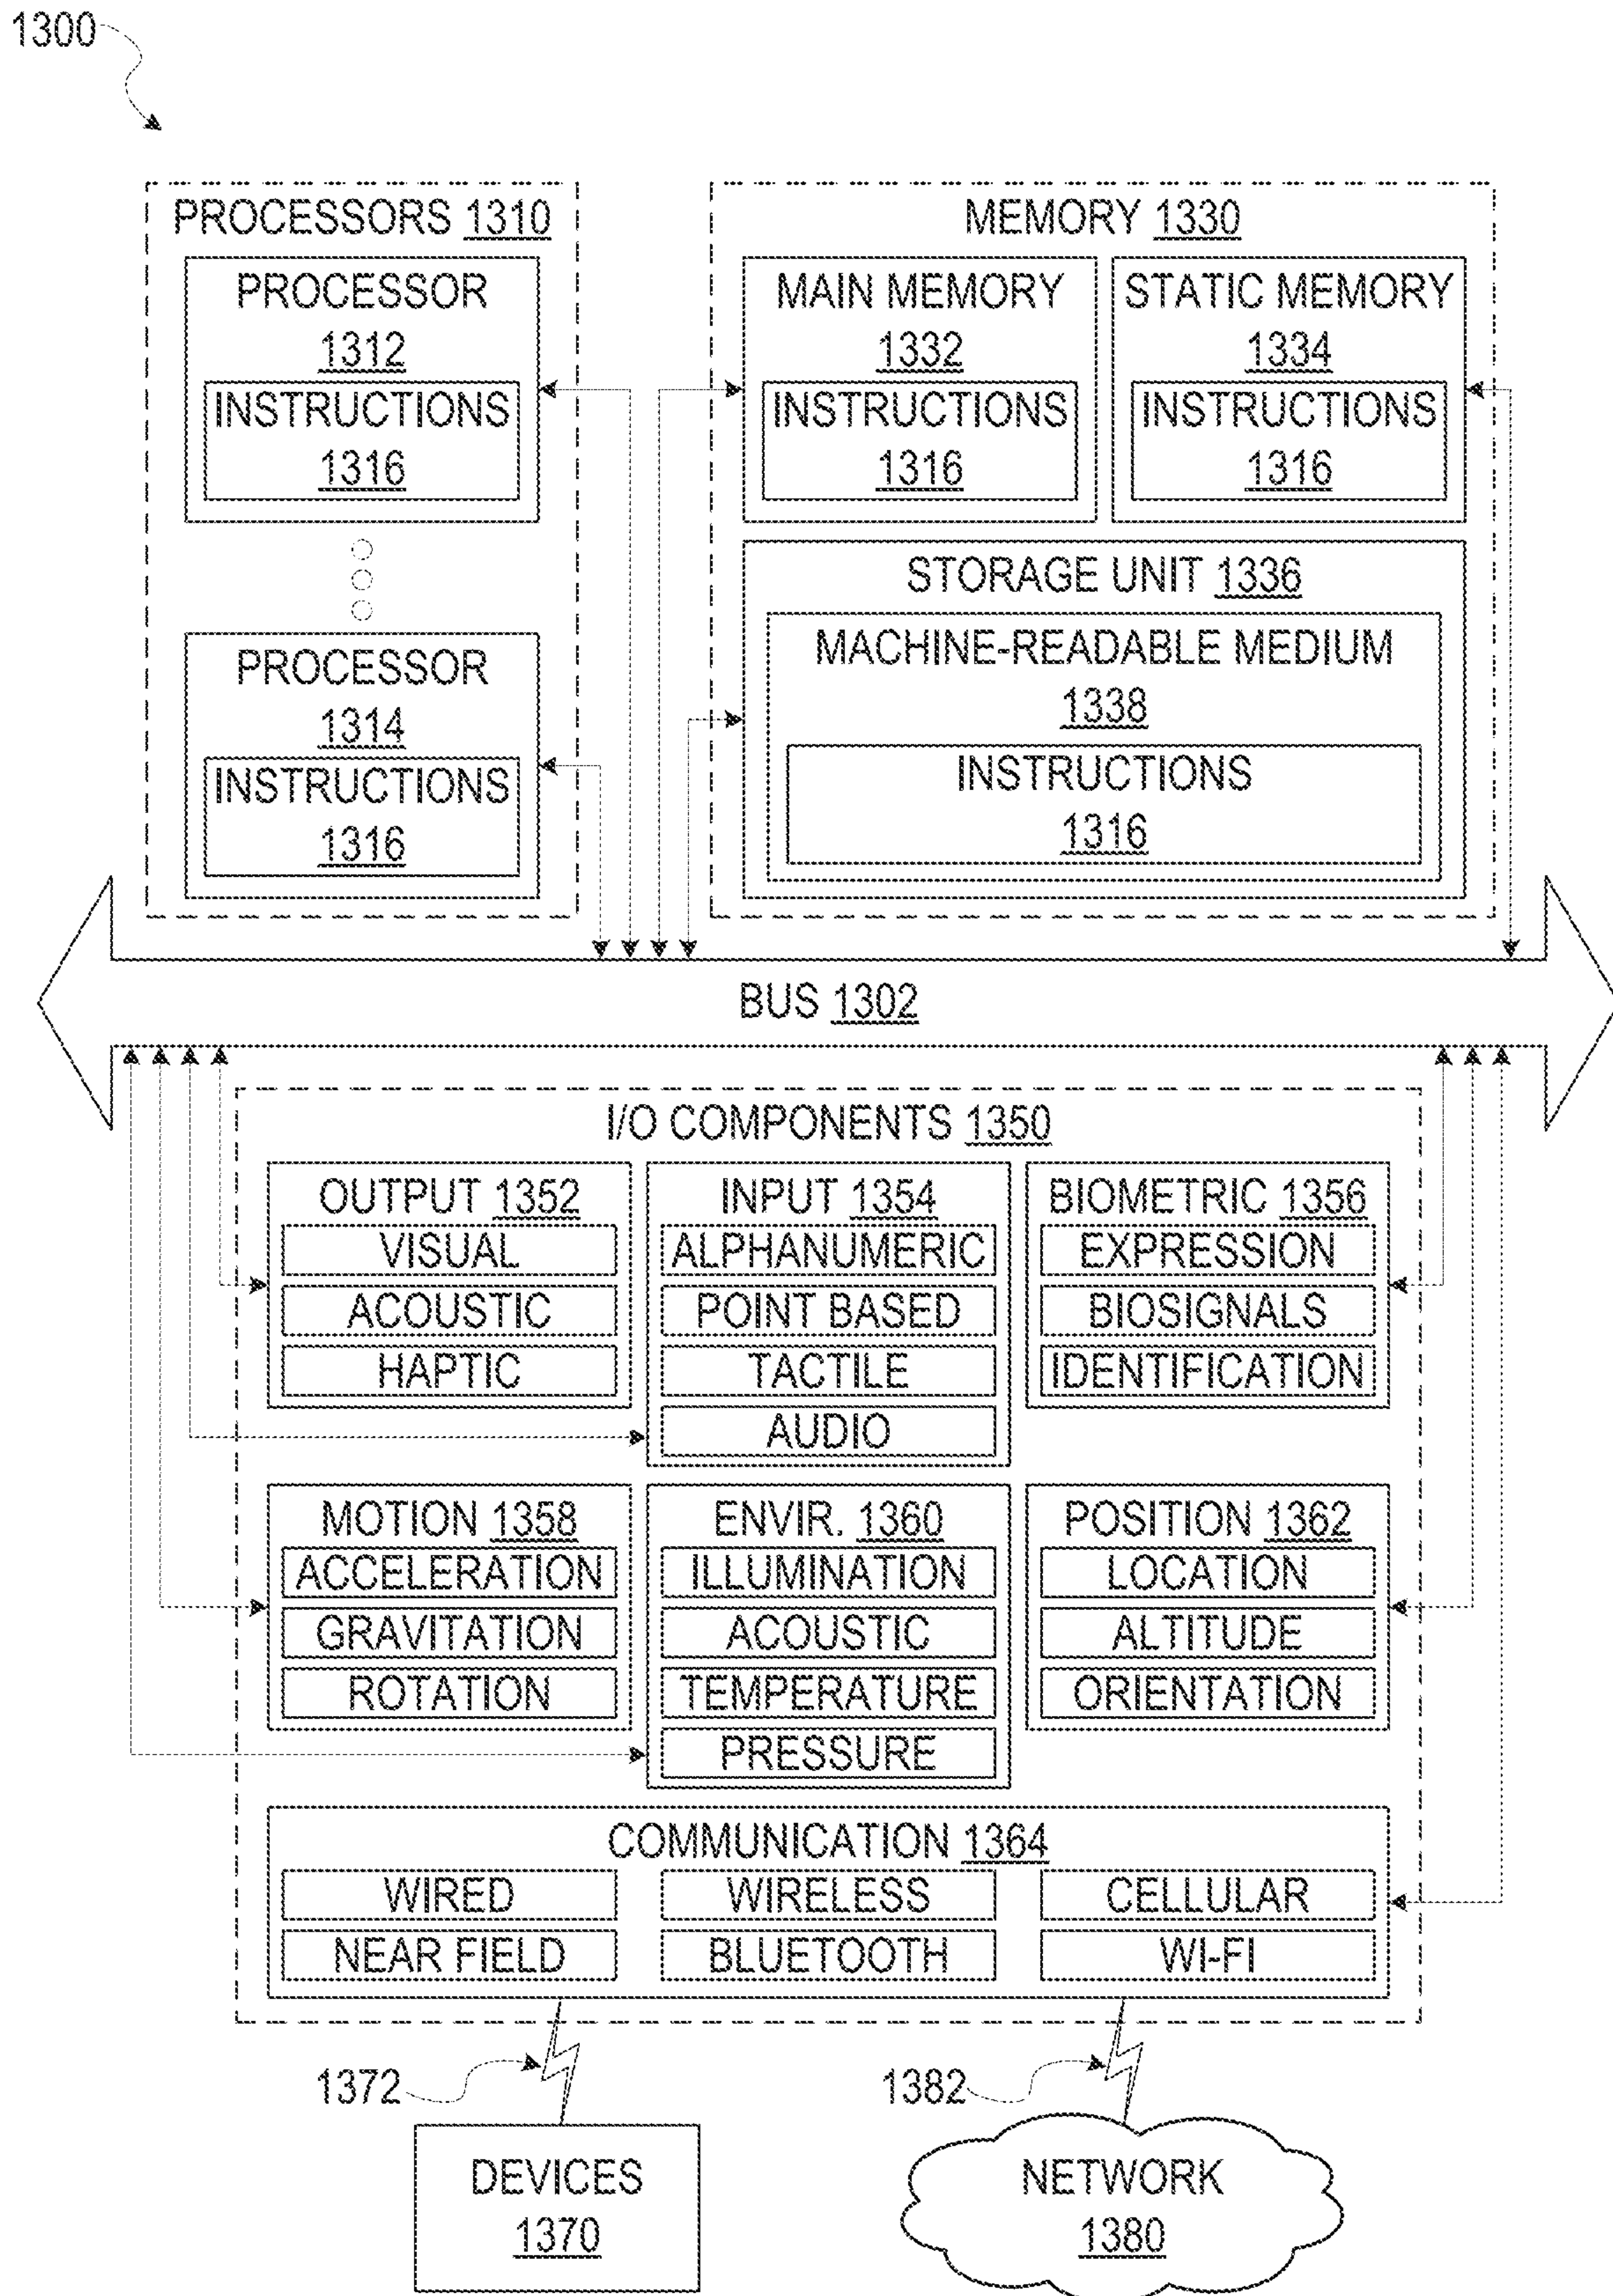 1300
PROCESSORS 1310
PROCESSOR
1312
INSTRUCTIONS
1316
PROCESSOR
1314
INSTRUCTIONS
1316
MEMORY 1330
MAIN MEMORY
1332
INSTRUCTIONS
1316
STATIC MEMORY
1334
INSTRUCTIONS
1316
STORAGE UNIT 1336
MACHINE-READABLE MEDIUM
1338
INSTRUCTIONS
1316
BUS 1302
I/O COMPONENTS 1350
OUTPUT 1352
VISUAL
ACOUSTIC
HAPTIC
INPUT 1354
ALPHANUMERIC
POINT BASED
TACTILE
AUDIO
BIOMETRIC 1356
EXPRESSION
BIOSIGNALS
IDENTIFICATION
MOTION 1358
ACCELERATION
GRAVITATION
ROTATION
ENVIR. 1360
ILLUMINATION
ACOUSTIC
TEMPERATURE
PRESSURE
POSITION 1362
LOCATION
ALTITUDE
ORIENTATION
COMMUNICATION 1364
WIRED
WIRELESS
CELLULAR
NEAR FIELD
BLUETOOTH
WI-FI
1372
1382
DEVICES
1370
NETWORK
1380